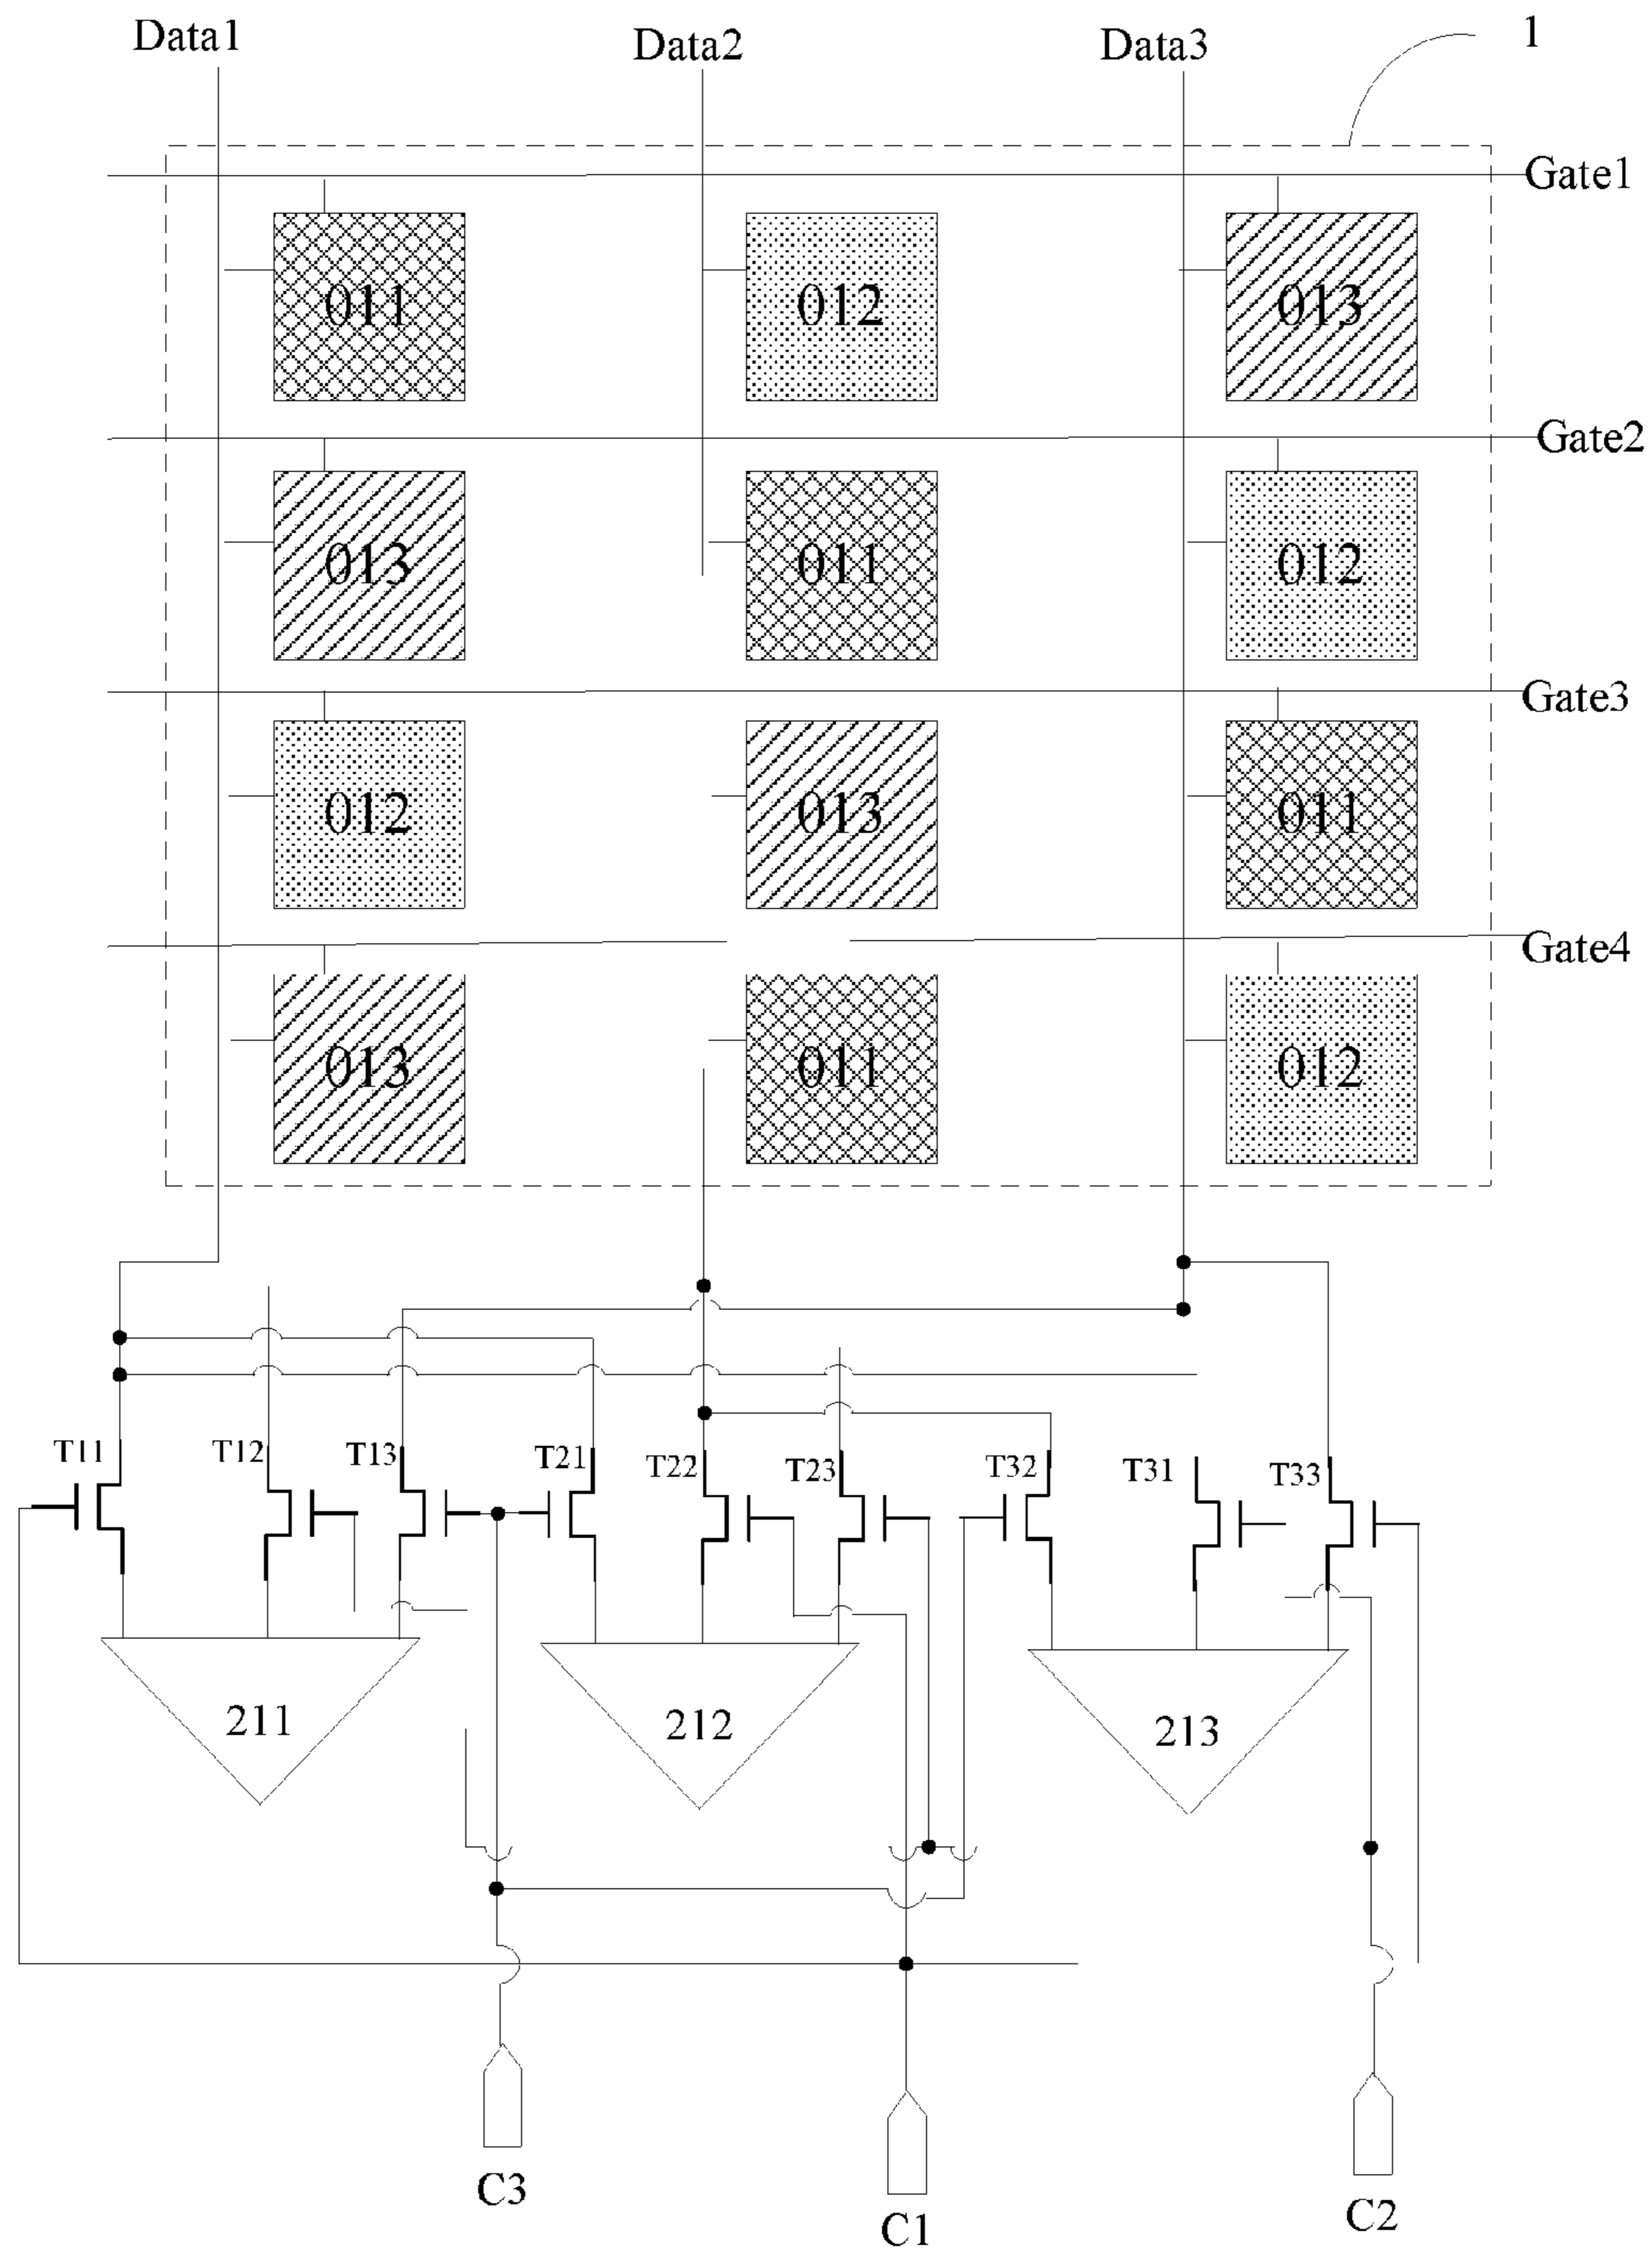 Data1 Data2 Data3 1
Gate1
011 012 013
Gate2
013 011 012
Gate3
012 013 011
Gate4
013 011 012
T11 T12 T13 T21 T22 T23 T32 T31 T33
211 212 213
C3 C1 C2